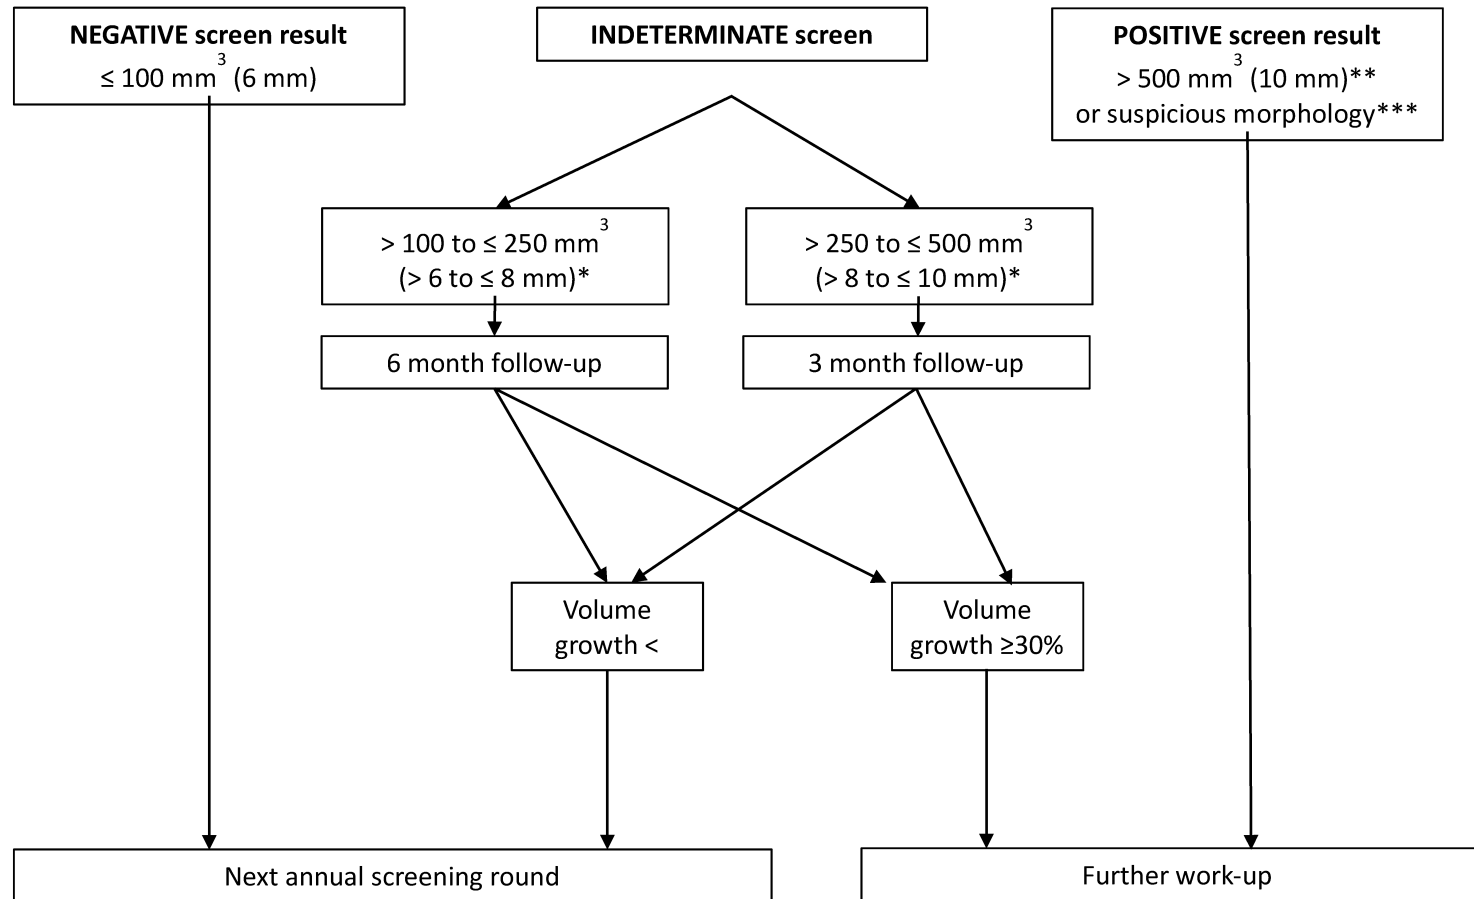 NEGATIVE screen result
≤ 100 mm³ (6 mm)
INDETERMINATE screen
POSITIVE screen result
> 500 mm³ (10 mm)**
or suspicious morphology***
> 100 to ≤ 250 mm³
(> 6 to ≤ 8 mm)*
> 250 to ≤ 500 mm³
(> 8 to ≤ 10 mm)*
6 month follow-up
3 month follow-up
Volume
growth <
Volume
growth ≥30%
Next annual screening round
Further work-up